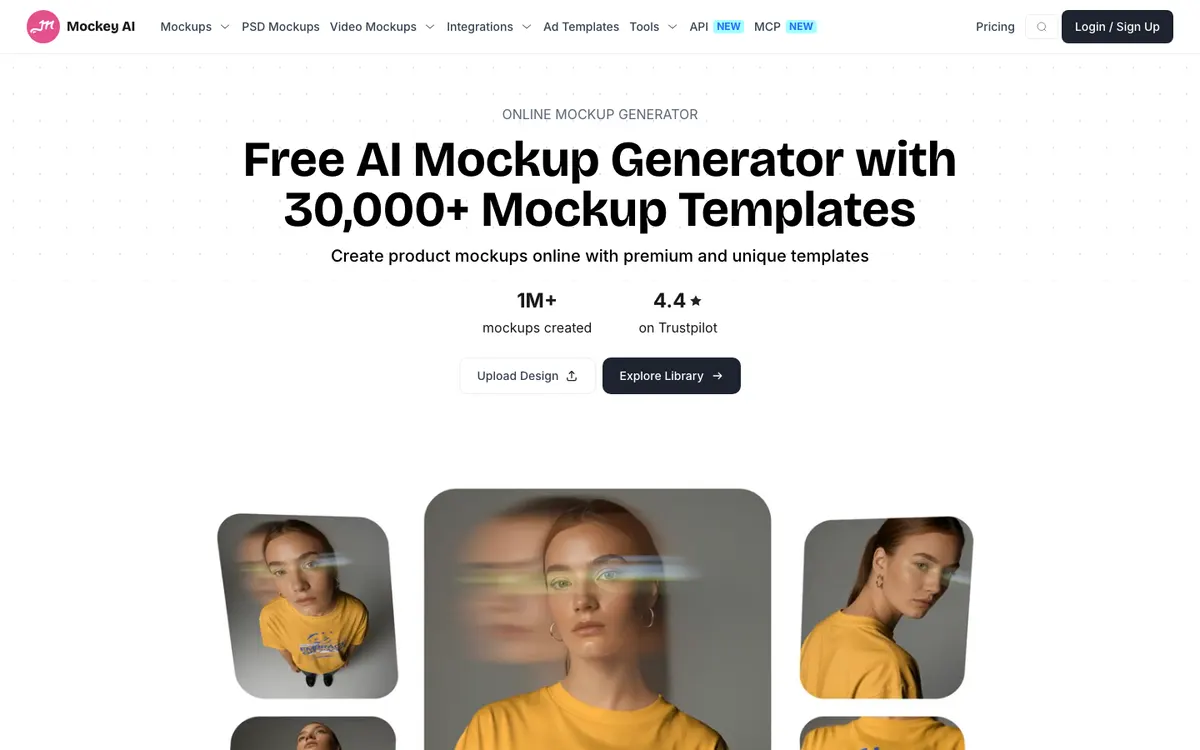 Mockey AI
Mockups
PSD Mockups
Video Mockups
Integrations
Ad Templates
Tools
API NEW
MCP NEW
Pricing
Login / Sign Up
ONLINE MOCKUP GENERATOR
Free AI Mockup Generator with
30,000+ Mockup Templates
Create product mockups online with premium and unique templates
1M+
mockups created
4.4
on Trustpilot
Upload Design
Explore Library